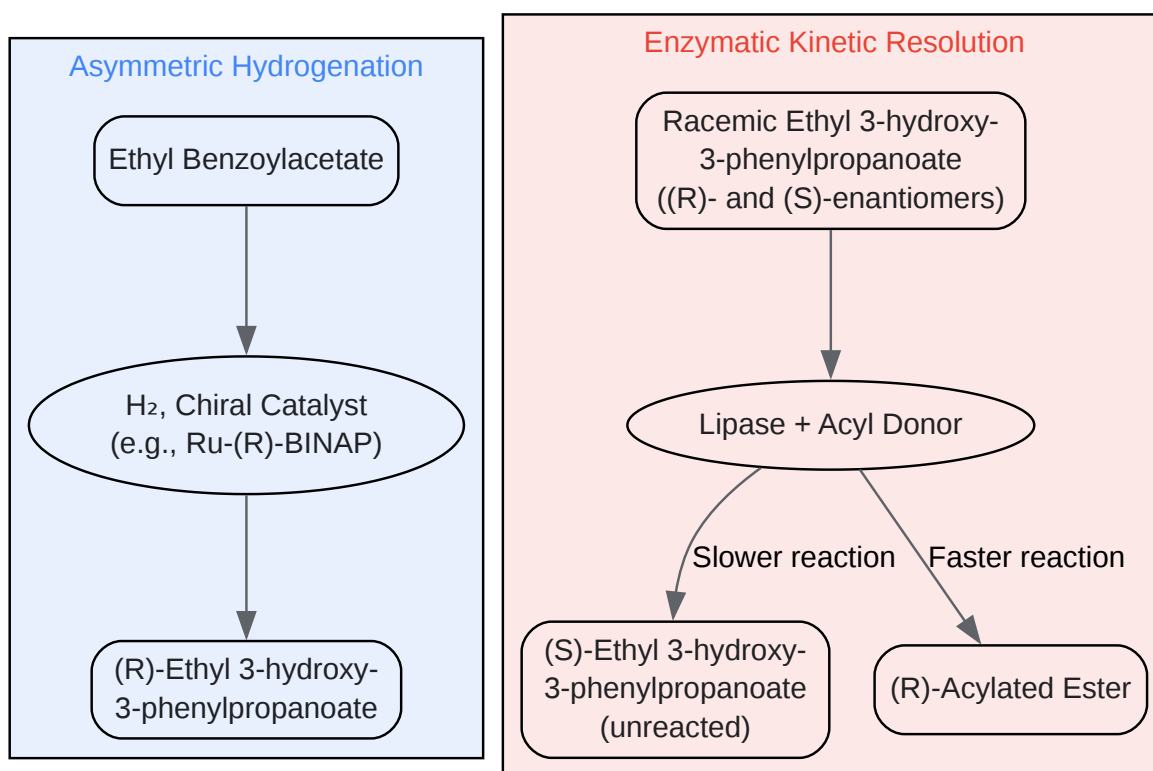 Asymmetric Hydrogenation
Ethyl Benzoylacetate
H₂, Chiral Catalyst
(e.g., Ru-(R)-BINAP)
(R)-Ethyl 3-hydroxy-
3-phenylpropanoate
Enzymatic Kinetic Resolution
Racemic Ethyl 3-hydroxy-
3-phenylpropanoate
((R)- and (S)-enantiomers)
Lipase + Acyl Donor
Slower reaction
Faster reaction
(S)-Ethyl 3-hydroxy-
3-phenylpropanoate
(unreacted)
(R)-Acylated Ester